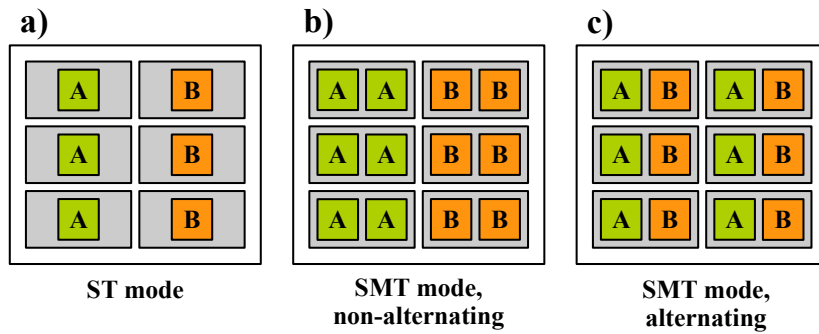 a) b) c)
A B A A B B A B A B
A B A A B B A B A B
A B A A B B A B A B
ST mode SMT mode, SMT mode,
non-alternating alternating